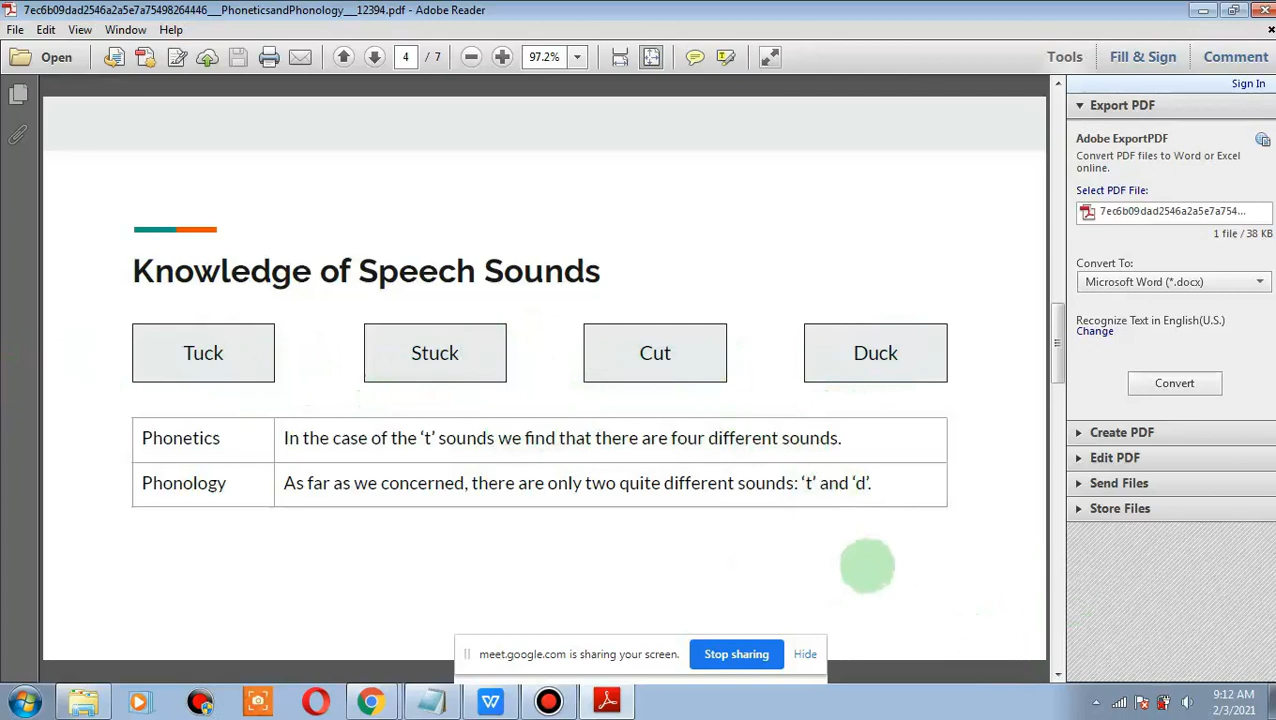 7ec6b09dad2546a2a5e7a75498264446___PhoneticsandPhonology___12394.pdf - Adobe Reader
File Edit View Window Help
Open 4 / 7 97.2% Tools Fill & Sign Comment
Sign In
Export PDF
Adobe ExportPDF
Convert PDF files to Word or Excel
online.
Select PDF File:
7ec6b09dad2546a2a5e7a754...
1 file / 38 KB
Convert To:
Microsoft Word (*.docx)
Recognize Text in English(U.S.)
Change
Convert
Create PDF
Edit PDF
Send Files
Store Files
Knowledge of Speech Sounds
Tuck Stuck Cut Duck
Phonetics In the case of the ‘t’ sounds we find that there are four different sounds.
Phonology As far as we concerned, there are only two quite different sounds: ‘t’ and ‘d’.
meet.google.com is sharing your screen. Stop sharing Hide
9:12 AM
2/3/2021